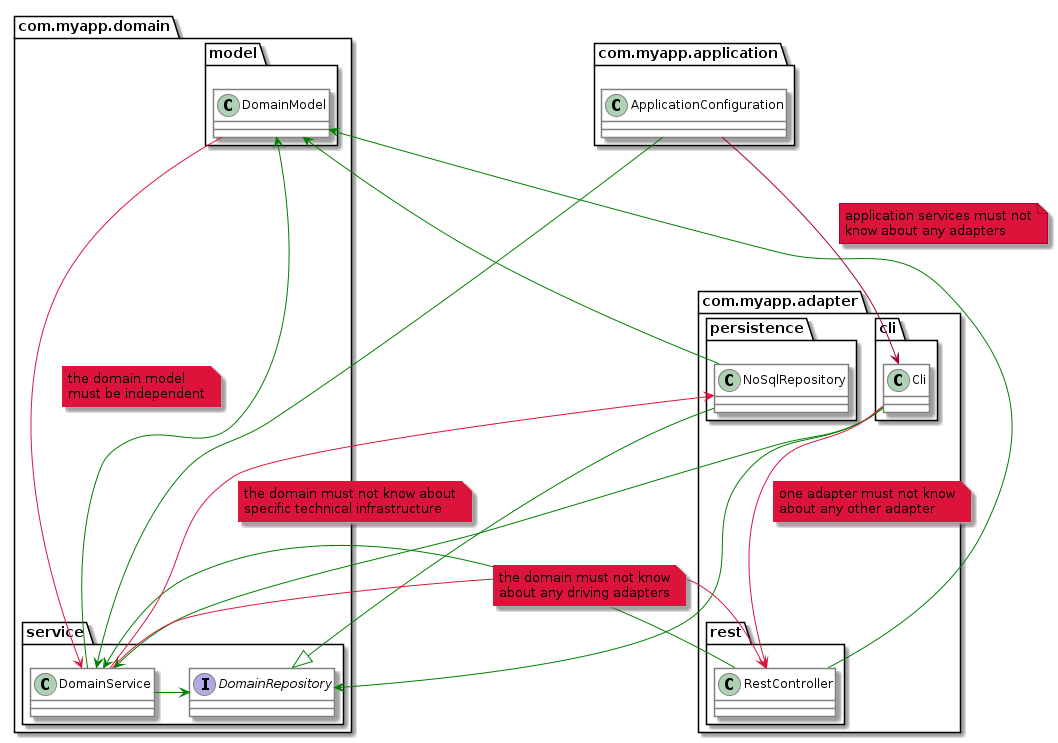 com.myapp.domain
model
C DomainModel
com.myapp.application
C ApplicationConfiguration
application services must not
know about any adapters
com.myapp.adapter
persistence
C NoSqlRepository
cli
C Cli
the domain model
must be independent
the domain must not know about
specific technical infrastructure
one adapter must not know
about any other adapter
the domain must not know
about any driving adapters
service
C DomainService
I DomainRepository
rest
C RestController